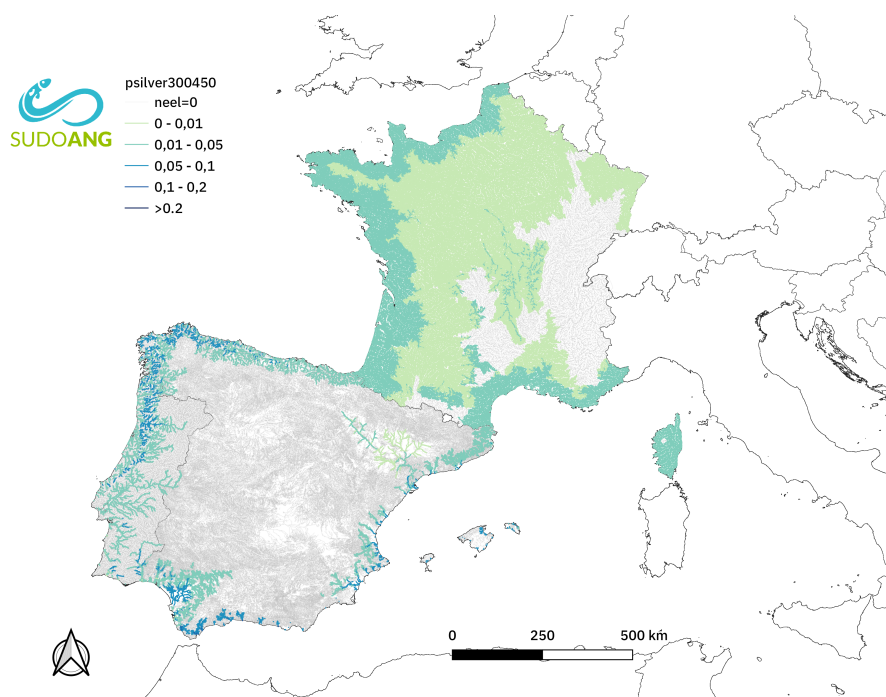 SUDOANG
psilver300450
neel=0
0 - 0,01
0,01 - 0,05
0,05 - 0,1
0,1 - 0,2
>0.2
0 250 500 km